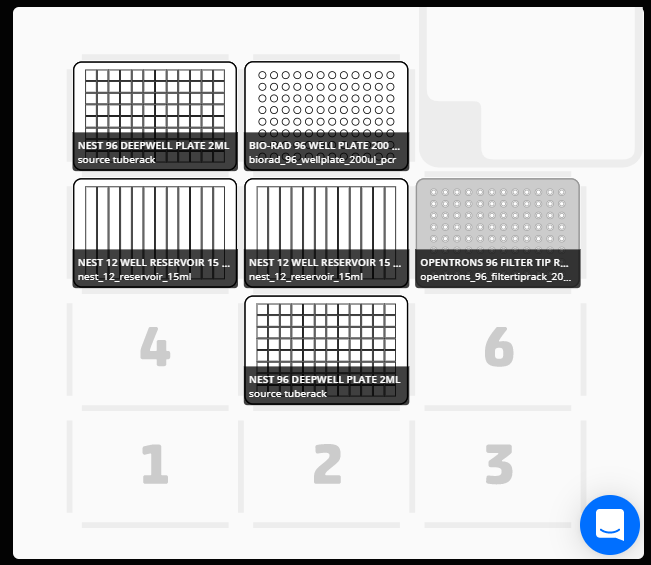 NEST 96 DEEPWELL PLATE 2ML
source tuberack
BIO-RAD 96 WELL PLATE 200 ...
biorad_96_wellplate_200ul_pcr
NEST 12 WELL RESERVOIR 15 ...
nest_12_reservoir_15ml
NEST 12 WELL RESERVOIR 15 ...
nest_12_reservoir_15ml
OPENTRONS 96 FILTER TIP R...
opentrons_96_filtertiprack_20...
4
NEST 96 DEEPWELL PLATE 2ML
source tuberack
6
1
2
3